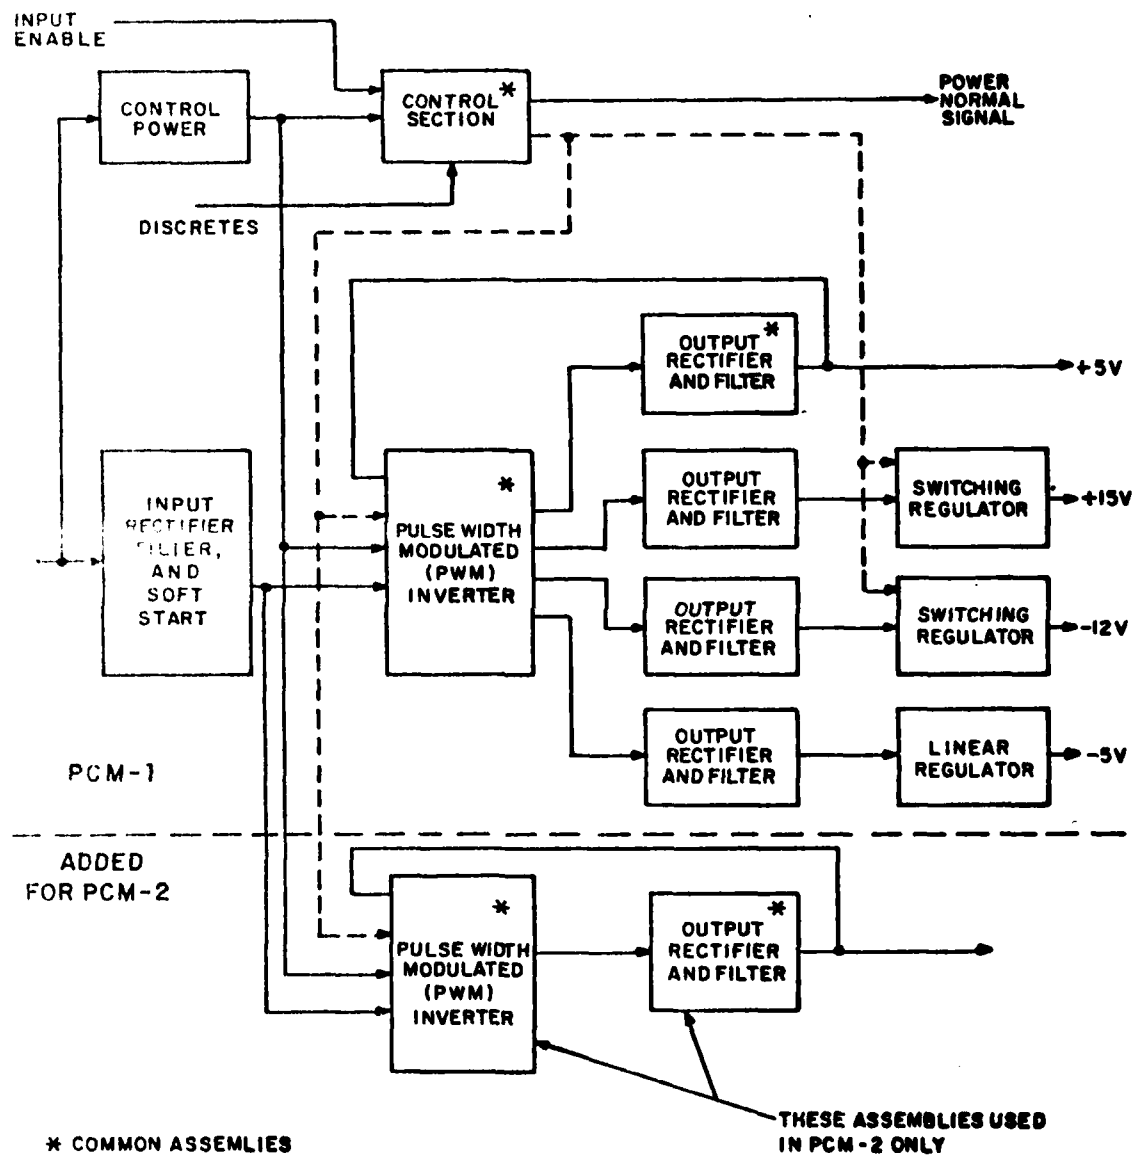 INPUT
ENABLE
CONTROL
POWER
CONTROL *
SECTION
POWER
NORMAL
SIGNAL
DISCRETES
OUTPUT *
RECTIFIER
AND FILTER
+5V
INPUT
RECTIFIER
FILTER,
AND
SOFT
START
*
PULSE WIDTH
MODULATED
(PWM)
INVERTER
OUTPUT
RECTIFIER
AND FILTER
SWITCHING
REGULATOR
+15V
OUTPUT
RECTIFIER
AND FILTER
SWITCHING
REGULATOR
-12V
OUTPUT
RECTIFIER
AND FILTER
LINEAR
REGULATOR
-5V
PCM-1
ADDED
FOR PCM-2
*
PULSE WIDTH
MODULATED
(PWM)
INVERTER
*
OUTPUT
RECTIFIER
AND FILTER
THESE ASSEMBLIES USED
IN PCM-2 ONLY
* COMMON ASSEMLIES